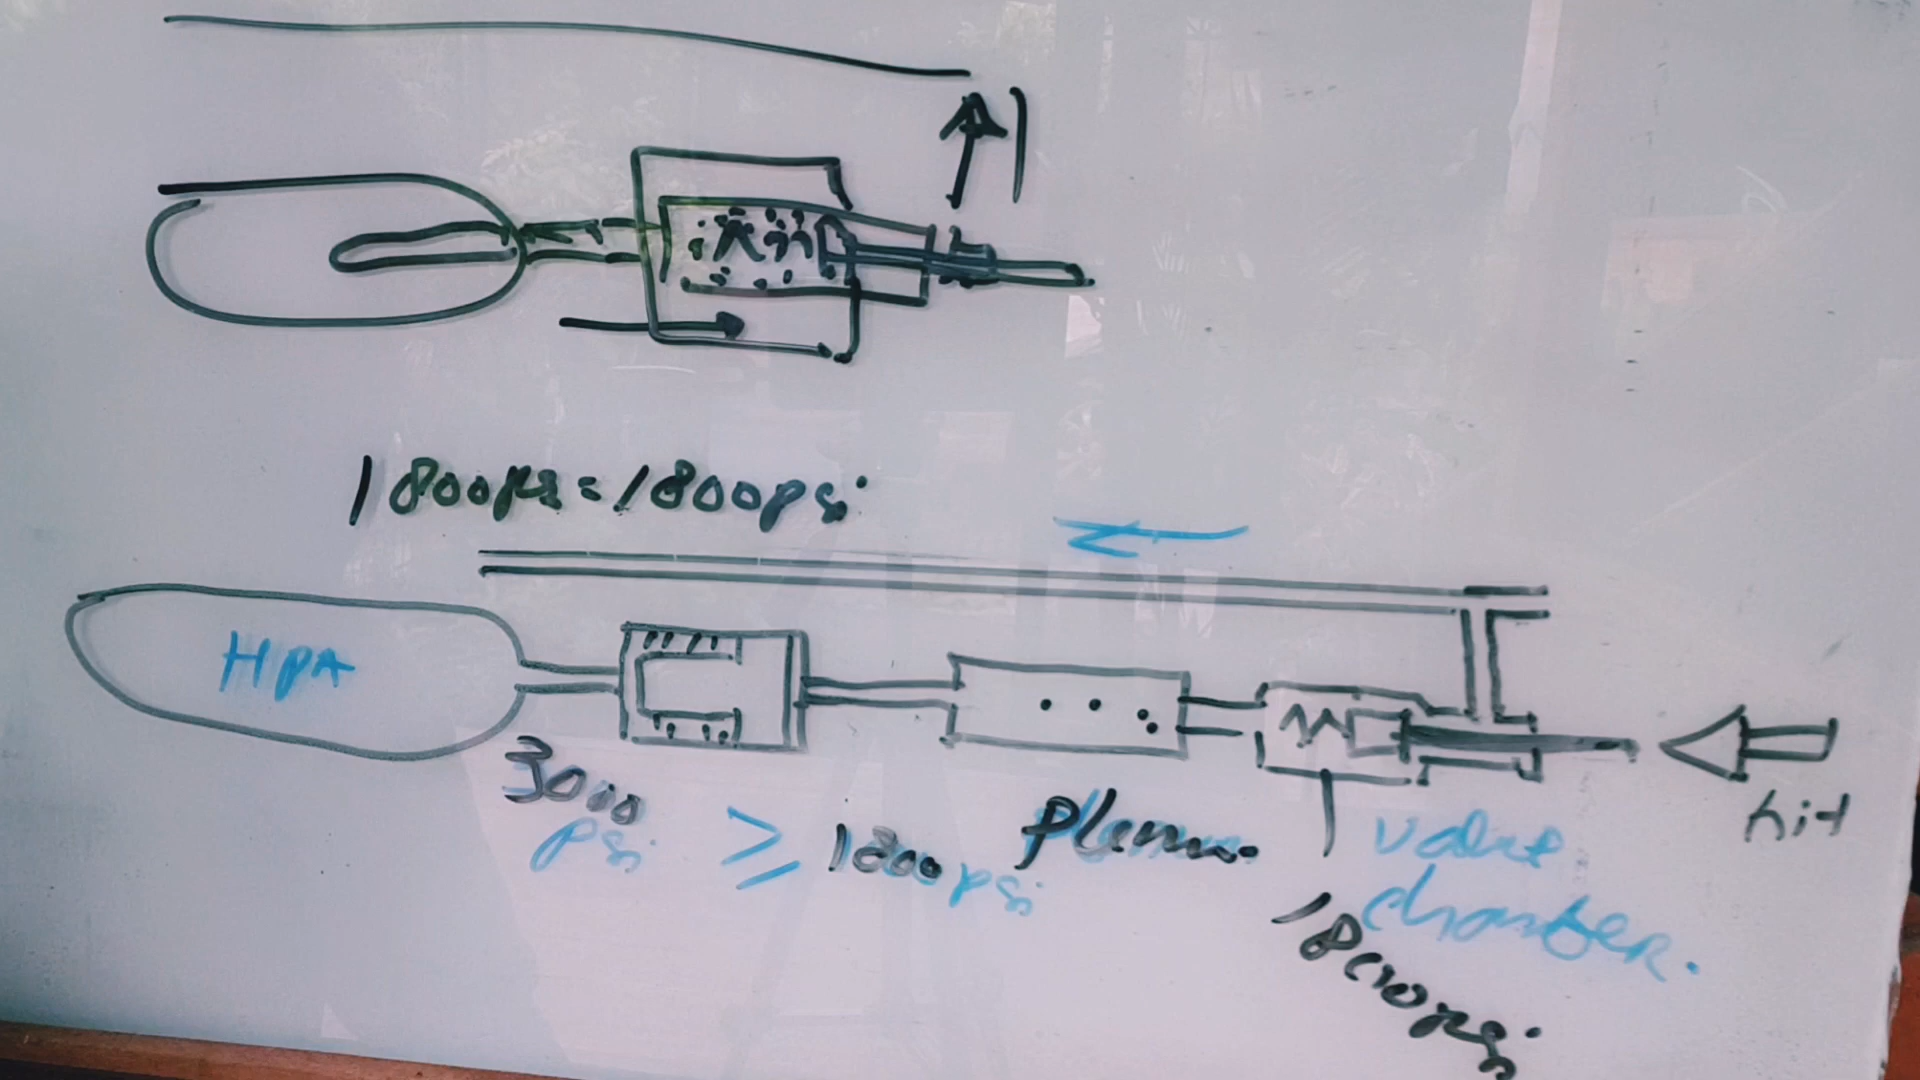 1800psi = 1800psi
HPA
3000
psi
≥ 1800psi
plenum
valve
chamber.
1800psi
hit